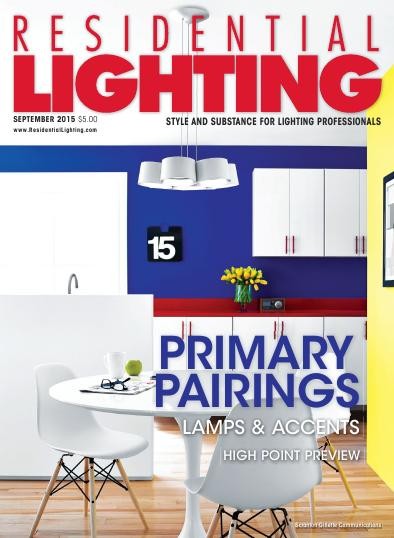 RESIDENTIAL
LIGHTING
SEPTEMBER 2015 $5.00
STYLE AND SUBSTANCE FOR LIGHTING PROFESSIONALS
www.ResidentialLighting.com
15
PRIMARY
PAIRINGS
LAMPS & ACCENTS
HIGH POINT PREVIEW
Scranton Gillette Communications